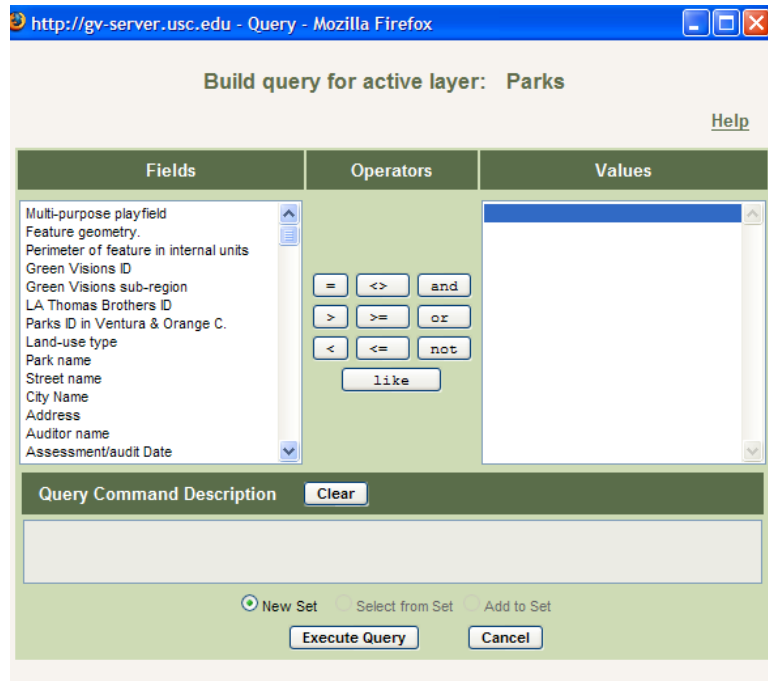 http://gv-server.usc.edu - Query - Mozilla Firefox
Build query for active layer: Parks
Help
Fields
Operators
Values
Multi-purpose playfield
Feature geometry.
Perimeter of feature in internal units
Green Visions ID
Green Visions sub-region
LA Thomas Brothers ID
Parks ID in Ventura & Orange C.
Land-use type
Park name
Street name
City Name
Address
Auditor name
Assessment/audit Date
= <> and
> >= or
< <= not
like
Query Command Description Clear
New Set Select from Set Add to Set
Execute Query Cancel